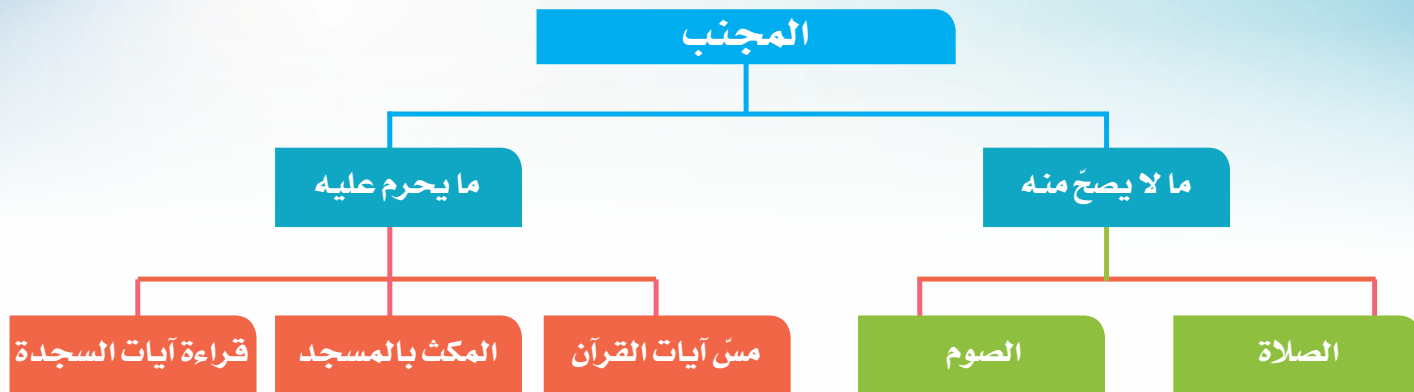 المجنب
ما لا يصحّ منه
ما يحرم عليه
الصلاة
الصوم
مسّ آيات القرآن
المكث بالمسجد
قراءة آيات السجدة